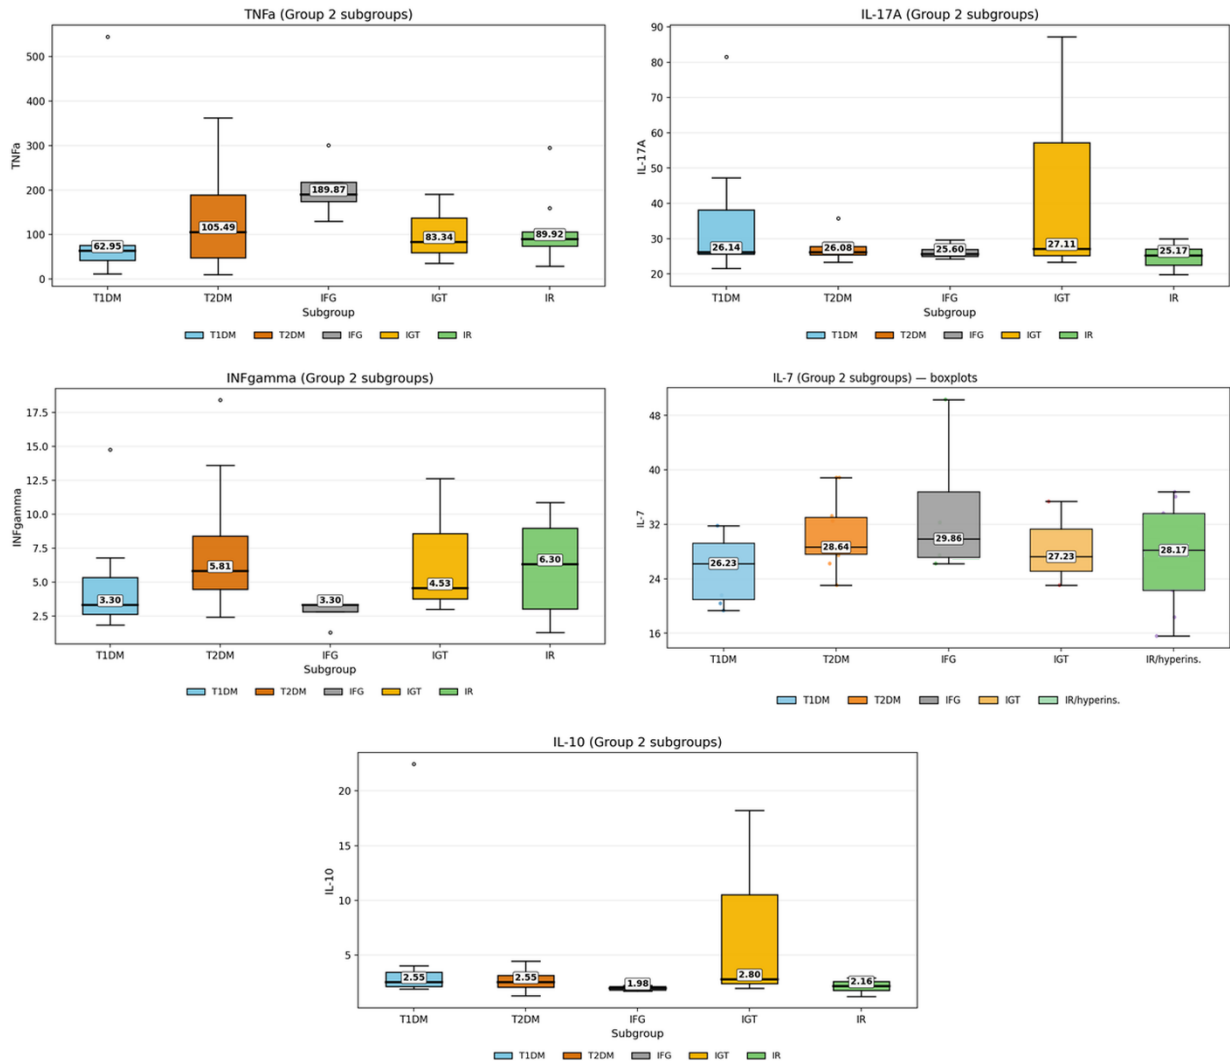 TNFa (Group 2 subgroups)
TNFa
500
400
300
200
100
0
62.95
105.49
189.87
83.34
89.92
T1DM T2DM IFG IGT IR
Subgroup
T1DM T2DM IFG IGT IR
IL-17A (Group 2 subgroups)
IL-17A
90
80
70
60
50
40
30
20
26.14
26.08
25.60
27.11
25.17
T1DM T2DM IFG IGT IR
Subgroup
T1DM T2DM IFG IGT IR
INFgamma (Group 2 subgroups)
INFgamma
17.5
15.0
12.5
10.0
7.5
5.0
2.5
3.30
5.81
3.30
4.53
6.30
T1DM T2DM IFG IGT IR
Subgroup
T1DM T2DM IFG IGT IR
IL-7 (Group 2 subgroups) — boxplots
IL-7
48
40
32
24
16
26.23
28.64
29.86
27.23
28.17
T1DM T2DM IFG IGT IR/hyperins.
T1DM T2DM IFG IGT IR/hyperins.
IL-10 (Group 2 subgroups)
IL-10
20
15
10
5
2.55
2.55
1.98
2.80
2.16
T1DM T2DM IFG IGT IR
Subgroup
T1DM T2DM IFG IGT IR